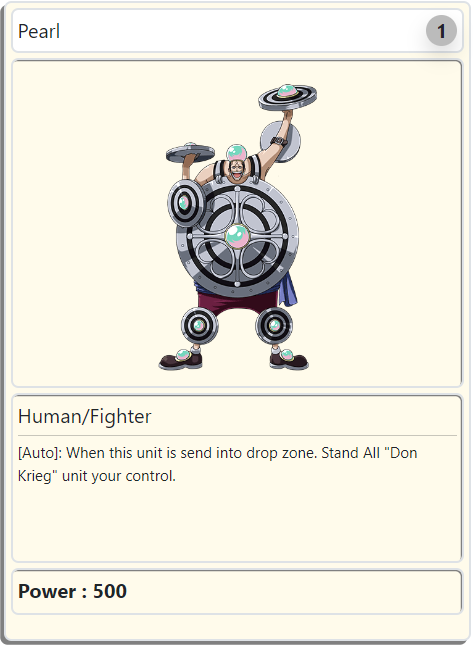 Pearl
1
Human/Fighter
[Auto]: When this unit is send into drop zone. Stand All "Don
Krieg" unit your control.
Power : 500